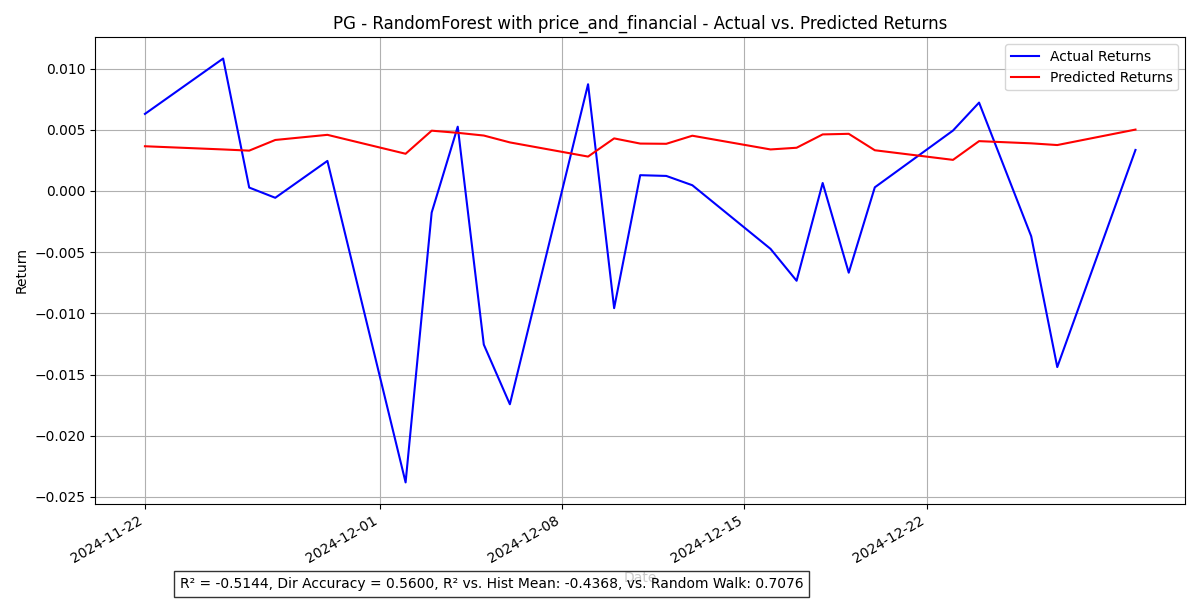 PG - RandomForest with price_and_financial - Actual vs. Predicted Returns
Actual Returns
Predicted Returns
0.010
0.005
0.000
−0.005
−0.010
−0.015
−0.020
−0.025
Return
2024-11-22
2024-12-01
2024-12-08
2024-12-15
2024-12-22
Date
R² = -0.5144, Dir Accuracy = 0.5600, R² vs. Hist Mean: -0.4368, vs. Random Walk: 0.7076